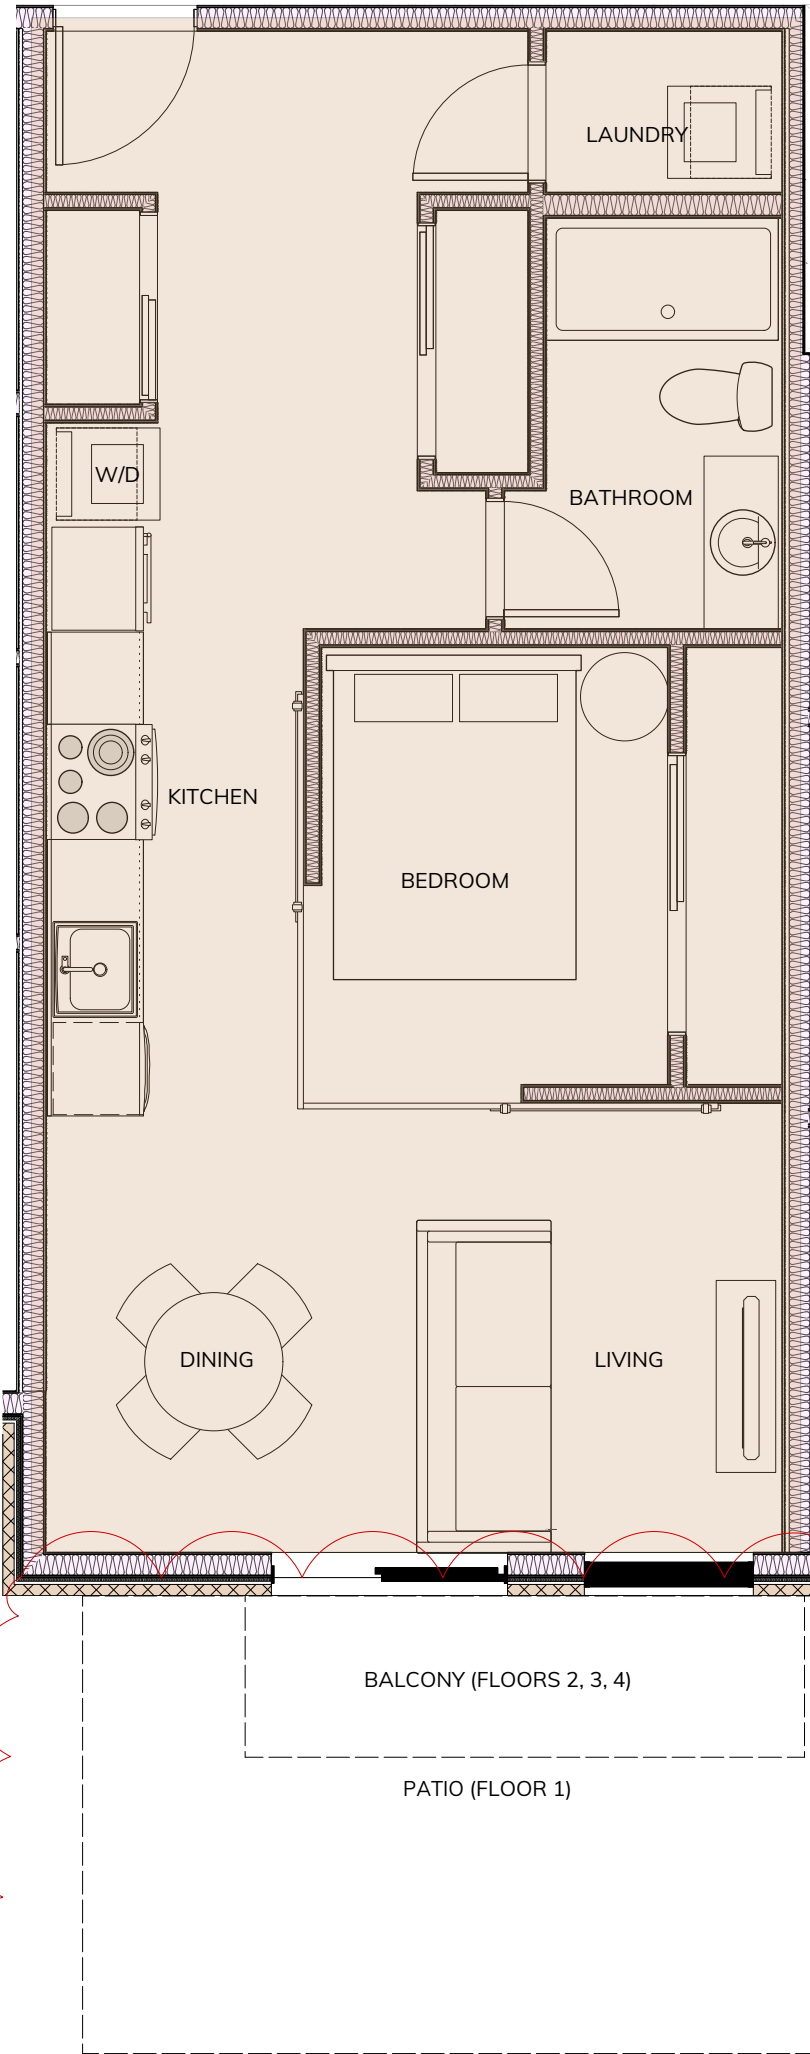 LAUNDRY
W/D
BATHROOM
KITCHEN
BEDROOM
DINING
LIVING
BALCONY (FLOORS 2, 3, 4)
PATIO (FLOOR 1)